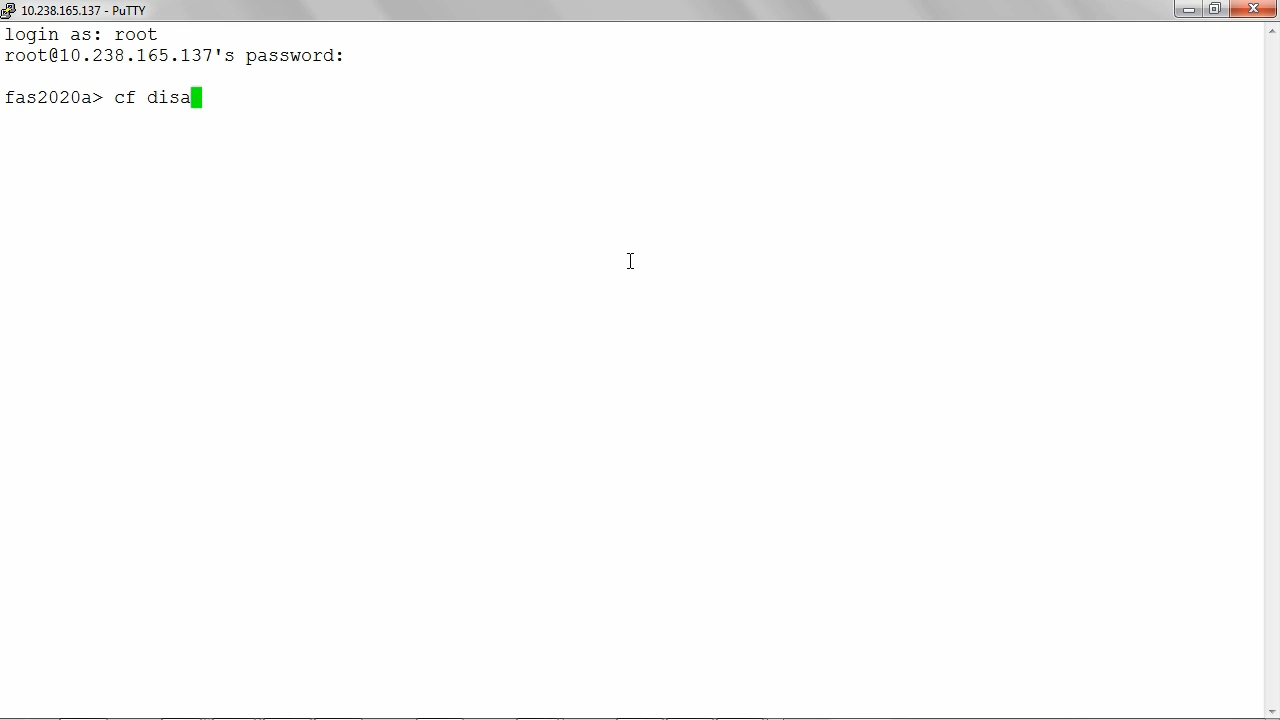 10.238.165.137 - PuTTY
login as: root
root@10.238.165.137's password:
fas2020a> cf disa